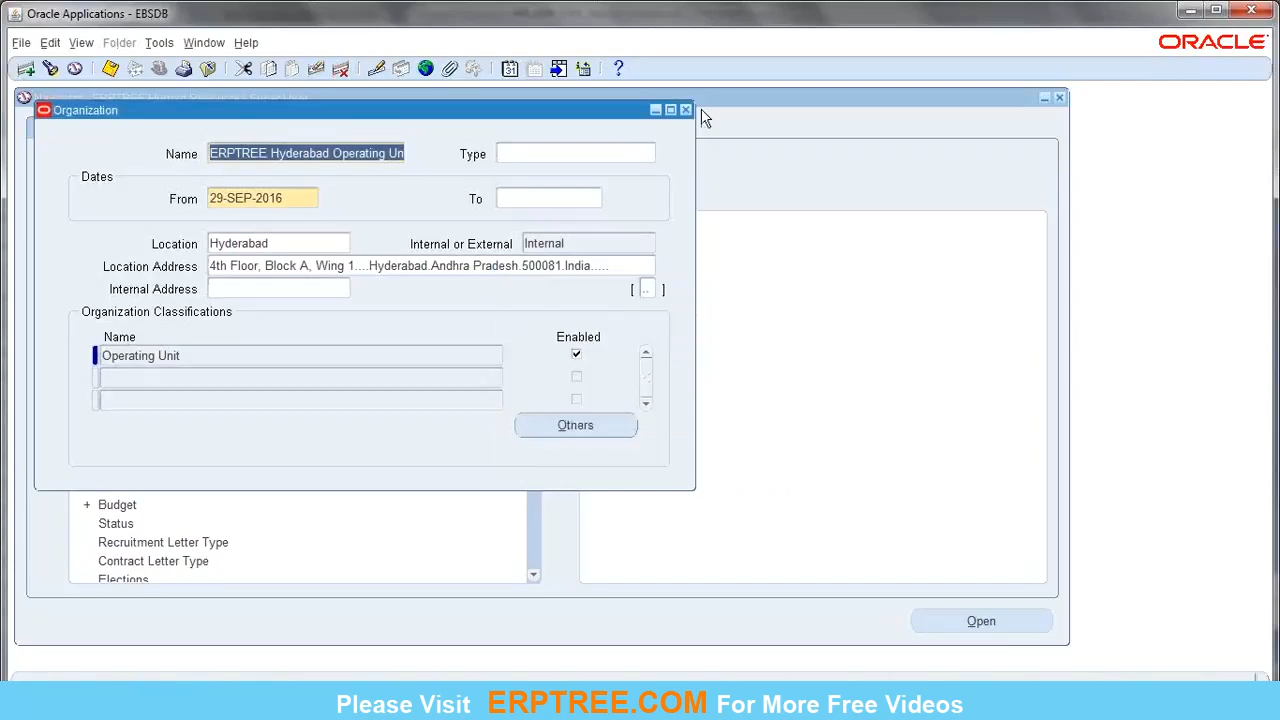 Oracle Applications - EBSDB
File Edit View Folder Tools Window Help
ORACLE
Organization
Name ERPTREE Hyderabad Operating Un Type
Dates
From 29-SEP-2016 To
Location Hyderabad Internal or External Internal
Location Address 4th Floor, Block A, Wing 1....Hyderabad.Andhra Pradesh.500081.India.....
Internal Address [ .. ]
Organization Classifications
Name Enabled
Operating Unit
Others
+ Budget
Status
Recruitment Letter Type
Contract Letter Type
Elections
Open
Please Visit ERPTREE.COM For More Free Videos